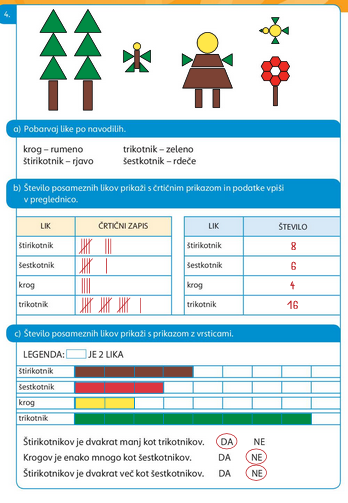 4.
a) Pobarvaj like po navodilih.
krog – rumeno trikotnik – zeleno
štirikotnik – rjavo šestkotnik – rdeče
b) Število posameznih likov prikaži s črtičnim prikazom in podatke vpiši
v preglednico.
LIK ČRTIČNI ZAPIS
štirikotnik
šestkotnik
krog
trikotnik
LIK ŠTEVILO
štirikotnik 8
šestkotnik 6
krog 4
trikotnik 16
c) Število posameznih likov prikaži s prikazom z vrsticami.
LEGENDA: JE 2 LIKA
štirikotnik
šestkotnik
krog
trikotnik
Štirikotnikov je dvakrat manj kot trikotnikov. DA NE
Krogov je enako mnogo kot šestkotnikov. DA NE
Štirikotnikov je dvakrat več kot šestkotnikov. DA NE